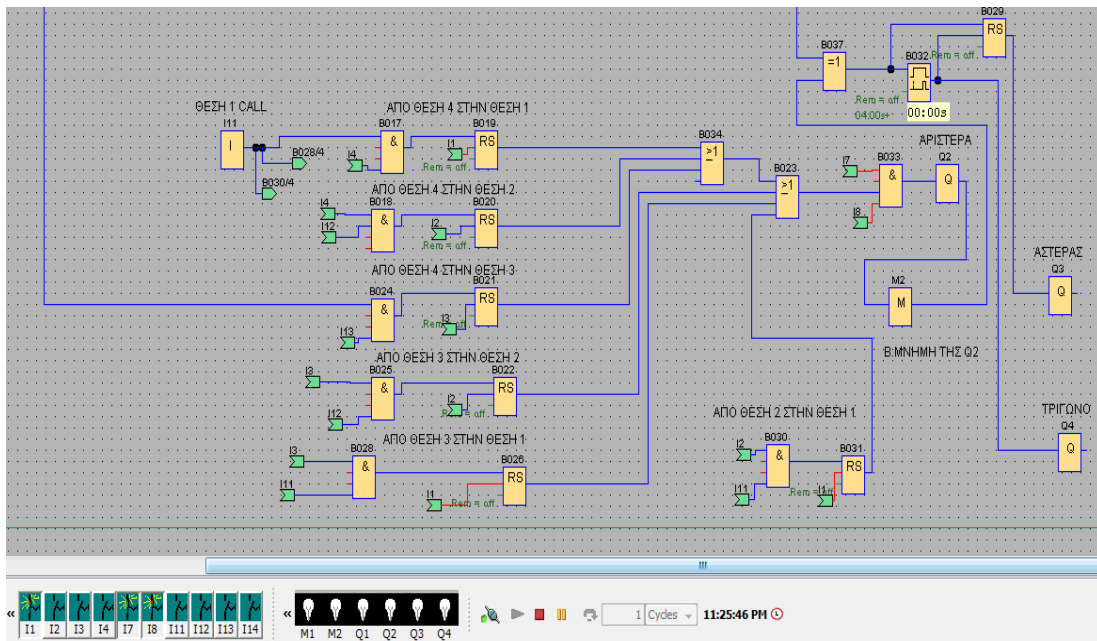 B029
RS
Rem = off
B037
=1
B032
Rem = off
04:00s+
00:00s
ΘΕΣΗ 1 CALL
I11
I
B028/4
B030/4
ΑΠΟ ΘΕΣΗ 4 ΣΤΗΝ ΘΕΣΗ 1
B017
&
I4
B019
RS
I1
Rem = off
B034
>1
ΑΠΟ ΘΕΣΗ 4 ΣΤΗΝ ΘΕΣΗ 2
I4
I12
B018
&
B020
RS
I2
Rem = off
B023
>1
ΑΡΙΣΤΕΡΑ
I7
B033
&
I8
Q2
Q
ΑΠΟ ΘΕΣΗ 4 ΣΤΗΝ ΘΕΣΗ 3
B024
&
I13
B021
RS
I3
Rem = off
M2
M
Β.ΜΝΗΜΗ ΤΗΣ Q2
ΑΣΤΕΡΑΣ
Q3
Q
ΑΠΟ ΘΕΣΗ 3 ΣΤΗΝ ΘΕΣΗ 2
I3
I12
B025
&
B022
RS
I2
Rem = off
ΑΠΟ ΘΕΣΗ 3 ΣΤΗΝ ΘΕΣΗ 1
I3
I11
B028
&
B026
RS
I1
Rem = off
ΑΠΟ ΘΕΣΗ 2 ΣΤΗΝ ΘΕΣΗ 1
I2
I11
B030
&
B031
RS
I1
Rem = off
ΤΡΙΓΩΝΟ
Q4
Q
« I1 I2 I3 I4 I7 I8 I11 I12 I13 I14 « M1 M2 Q1 Q2 Q3 Q4 1 Cycles 11:25:46 PM